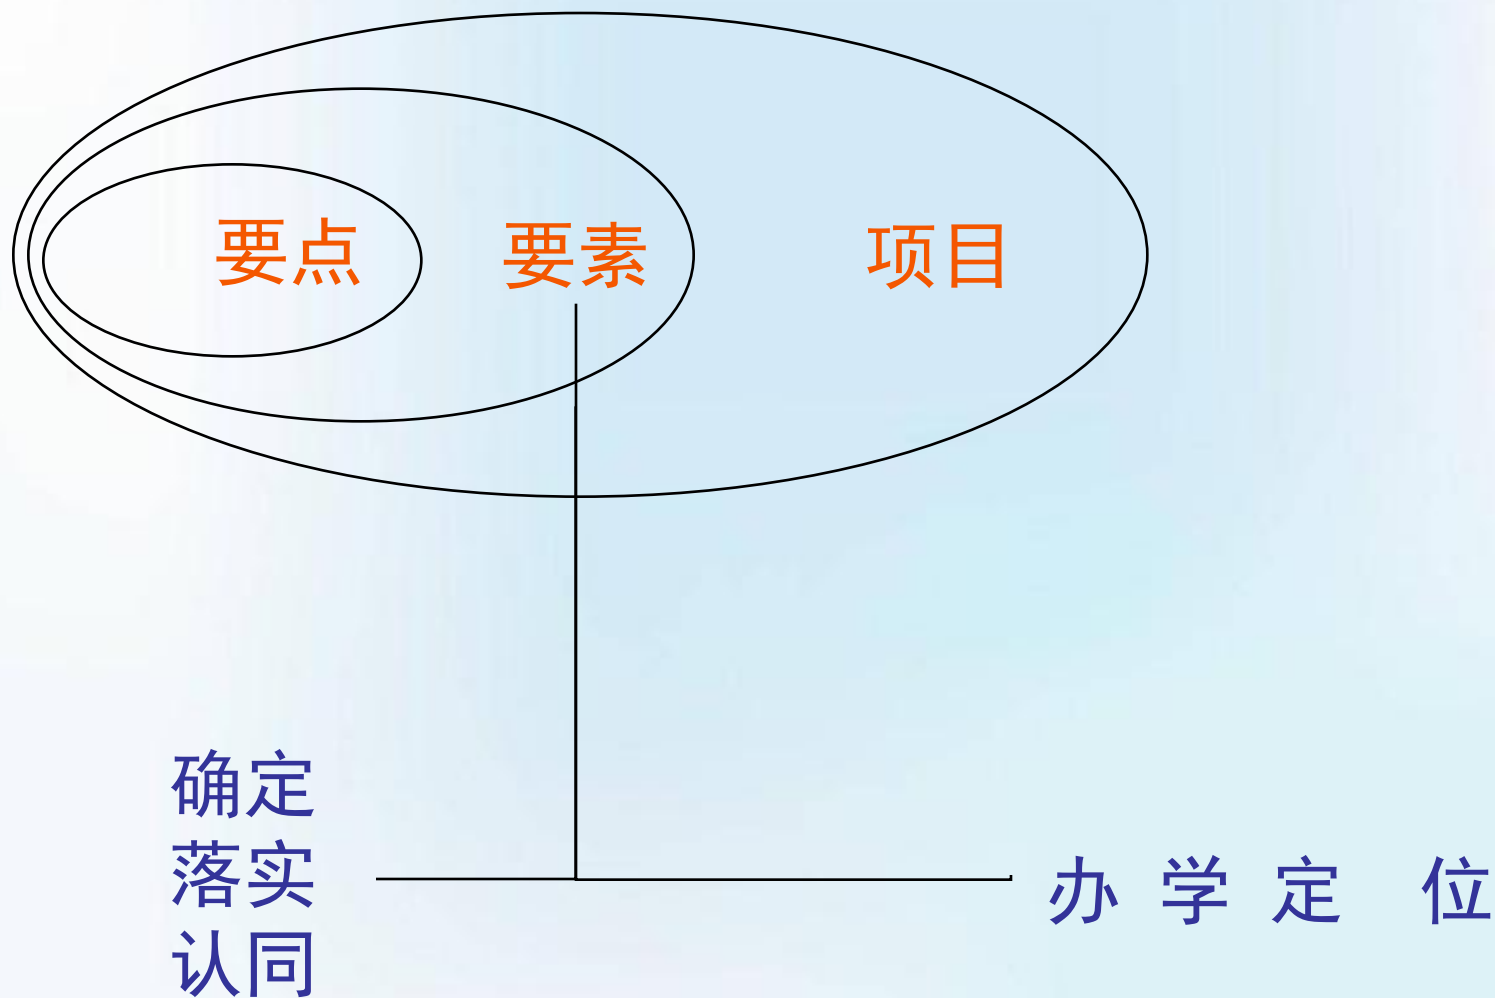 要点 要素 项目
确定
落实
认同
办 学 定 位